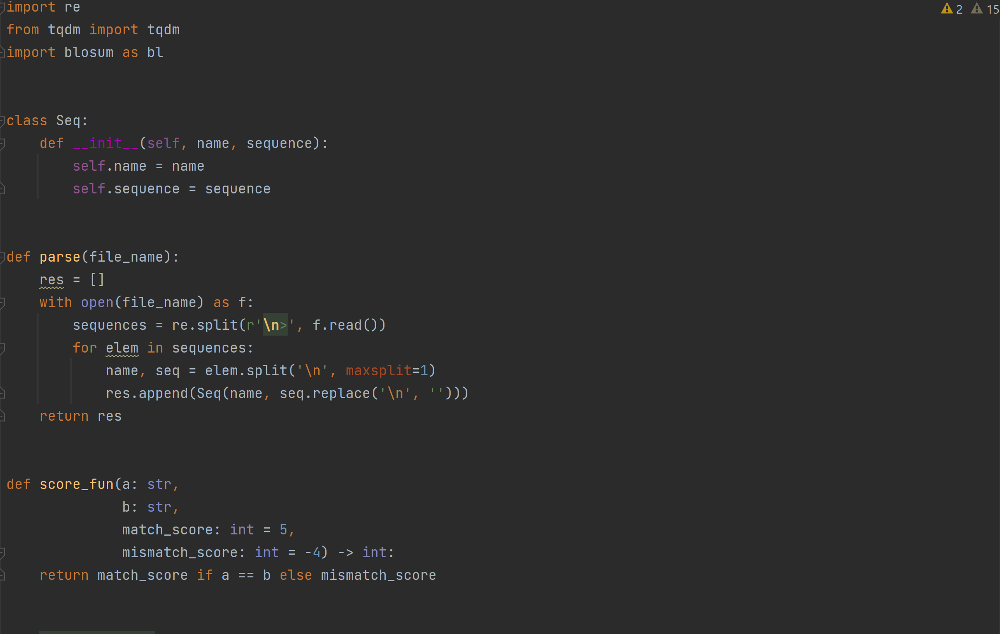 import re
2 15
from tqdm import tqdm
import blosum as bl
class Seq:
    def __init__(self, name, sequence):
        self.name = name
        self.sequence = sequence
def parse(file_name):
    res = []
    with open(file_name) as f:
        sequences = re.split(r'\n>', f.read())
        for elem in sequences:
            name, seq = elem.split('\n', maxsplit=1)
            res.append(Seq(name, seq.replace('\n', '')))
    return res
def score_fun(a: str,
              b: str,
              match_score: int = 5,
              mismatch_score: int = -4) -> int:
    return match_score if a == b else mismatch_score